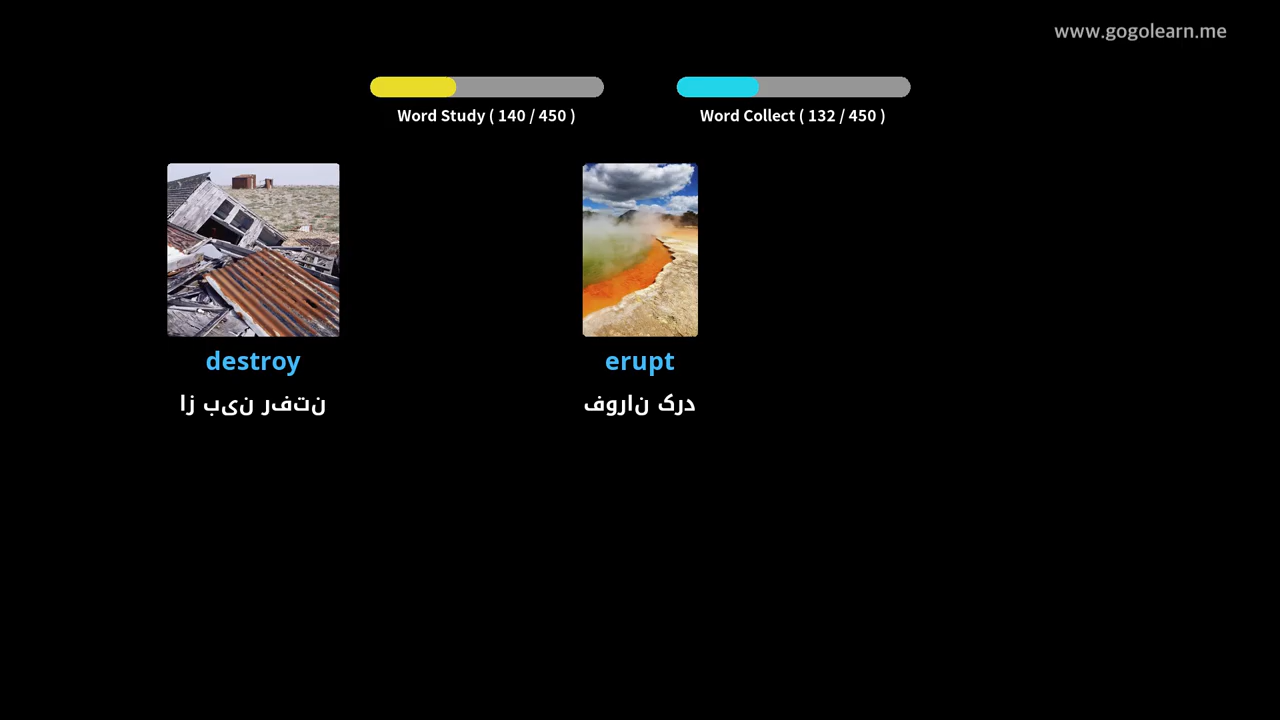 www.gogolearn.me
Word Study ( 140 / 450 )
Word Collect ( 132 / 450 )
destroy
از بین رفتن
erupt
فوران کرد